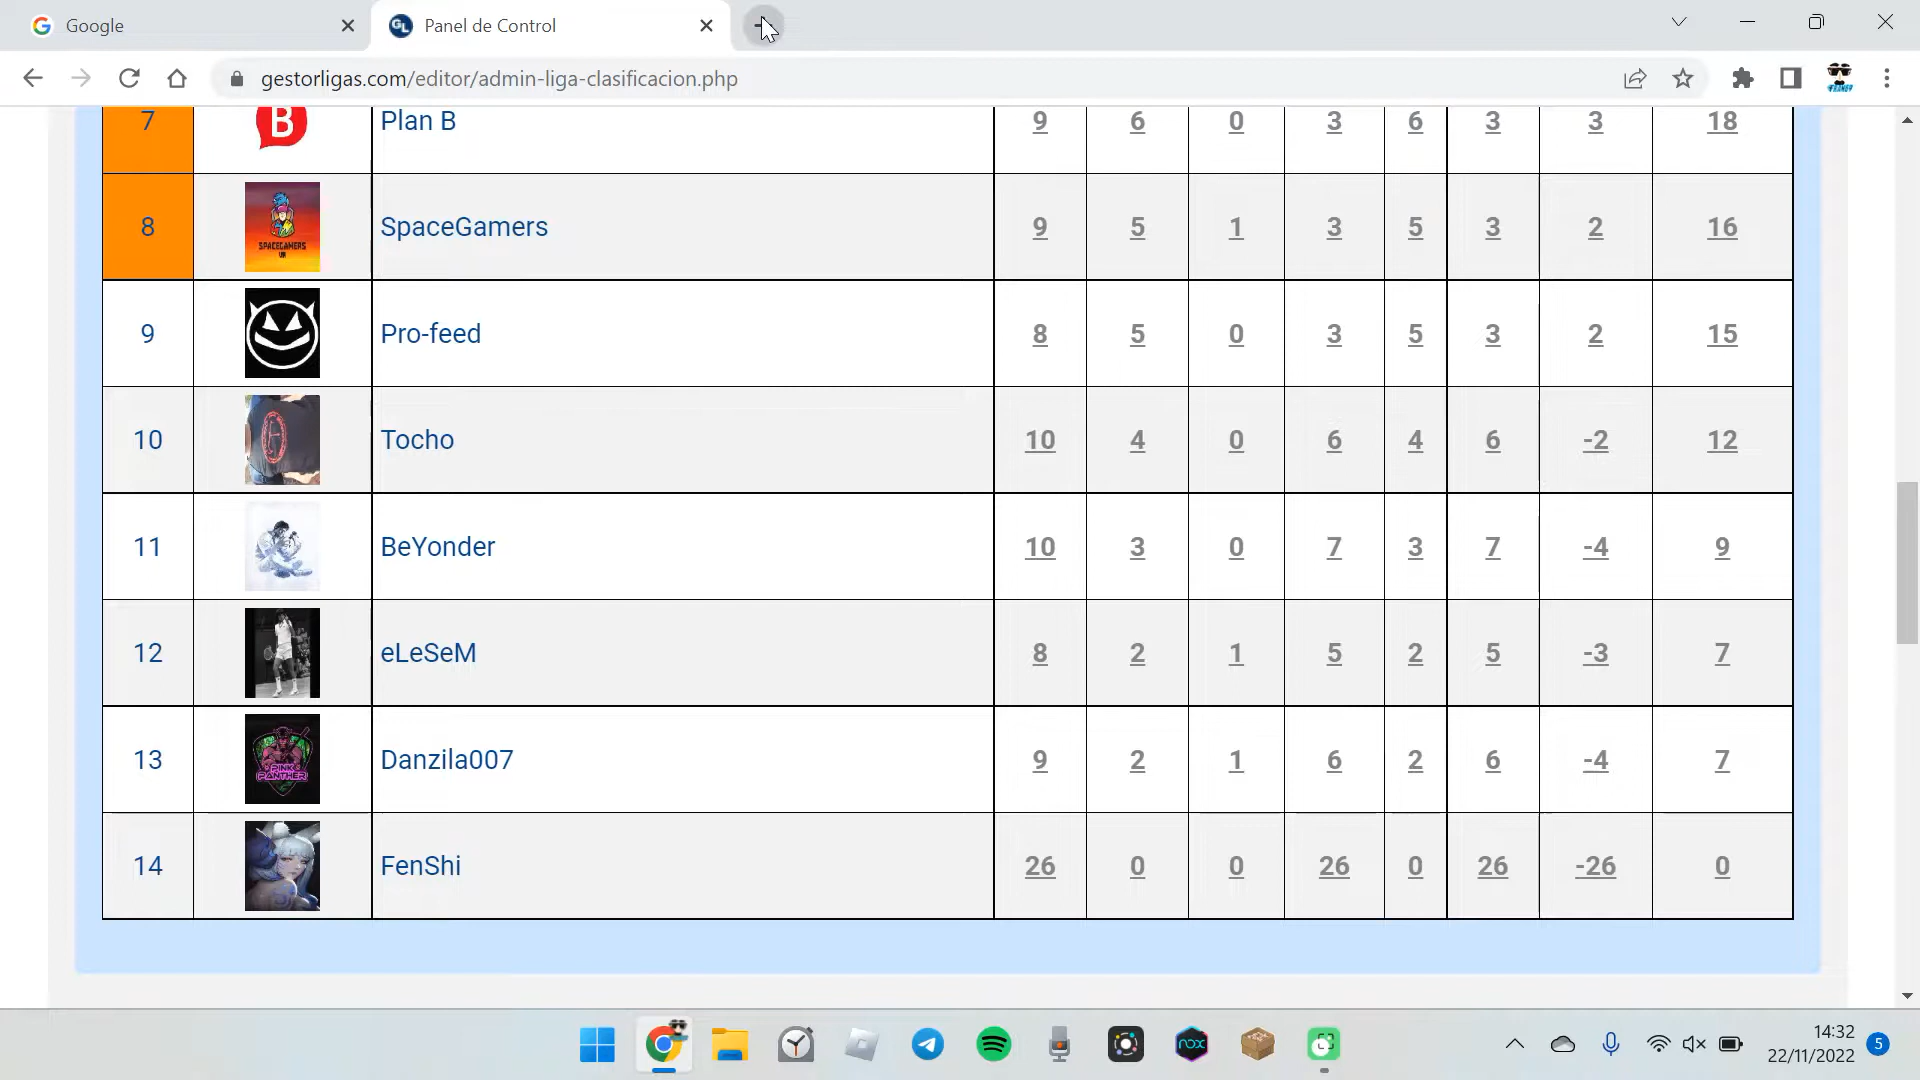 Google
GL Panel de Control
gestorligas.com/editor/admin-liga-clasificacion.php
7 B Plan B 9 6 0 3 6 3 3 18
8 SPACEGAMERS SpaceGamers 9 5 1 3 5 3 2 16
9 Pro-feed 8 5 0 3 5 3 2 15
10 Tocho 10 4 0 6 4 6 -2 12
11 BeYonder 10 3 0 7 3 7 -4 9
12 eLeSeM 8 2 1 5 2 5 -3 7
13 PINK PANTHER Danzila007 9 2 1 6 2 6 -4 7
14 FenShi 26 0 0 26 0 26 -26 0
nox
14:32
22/11/2022 5